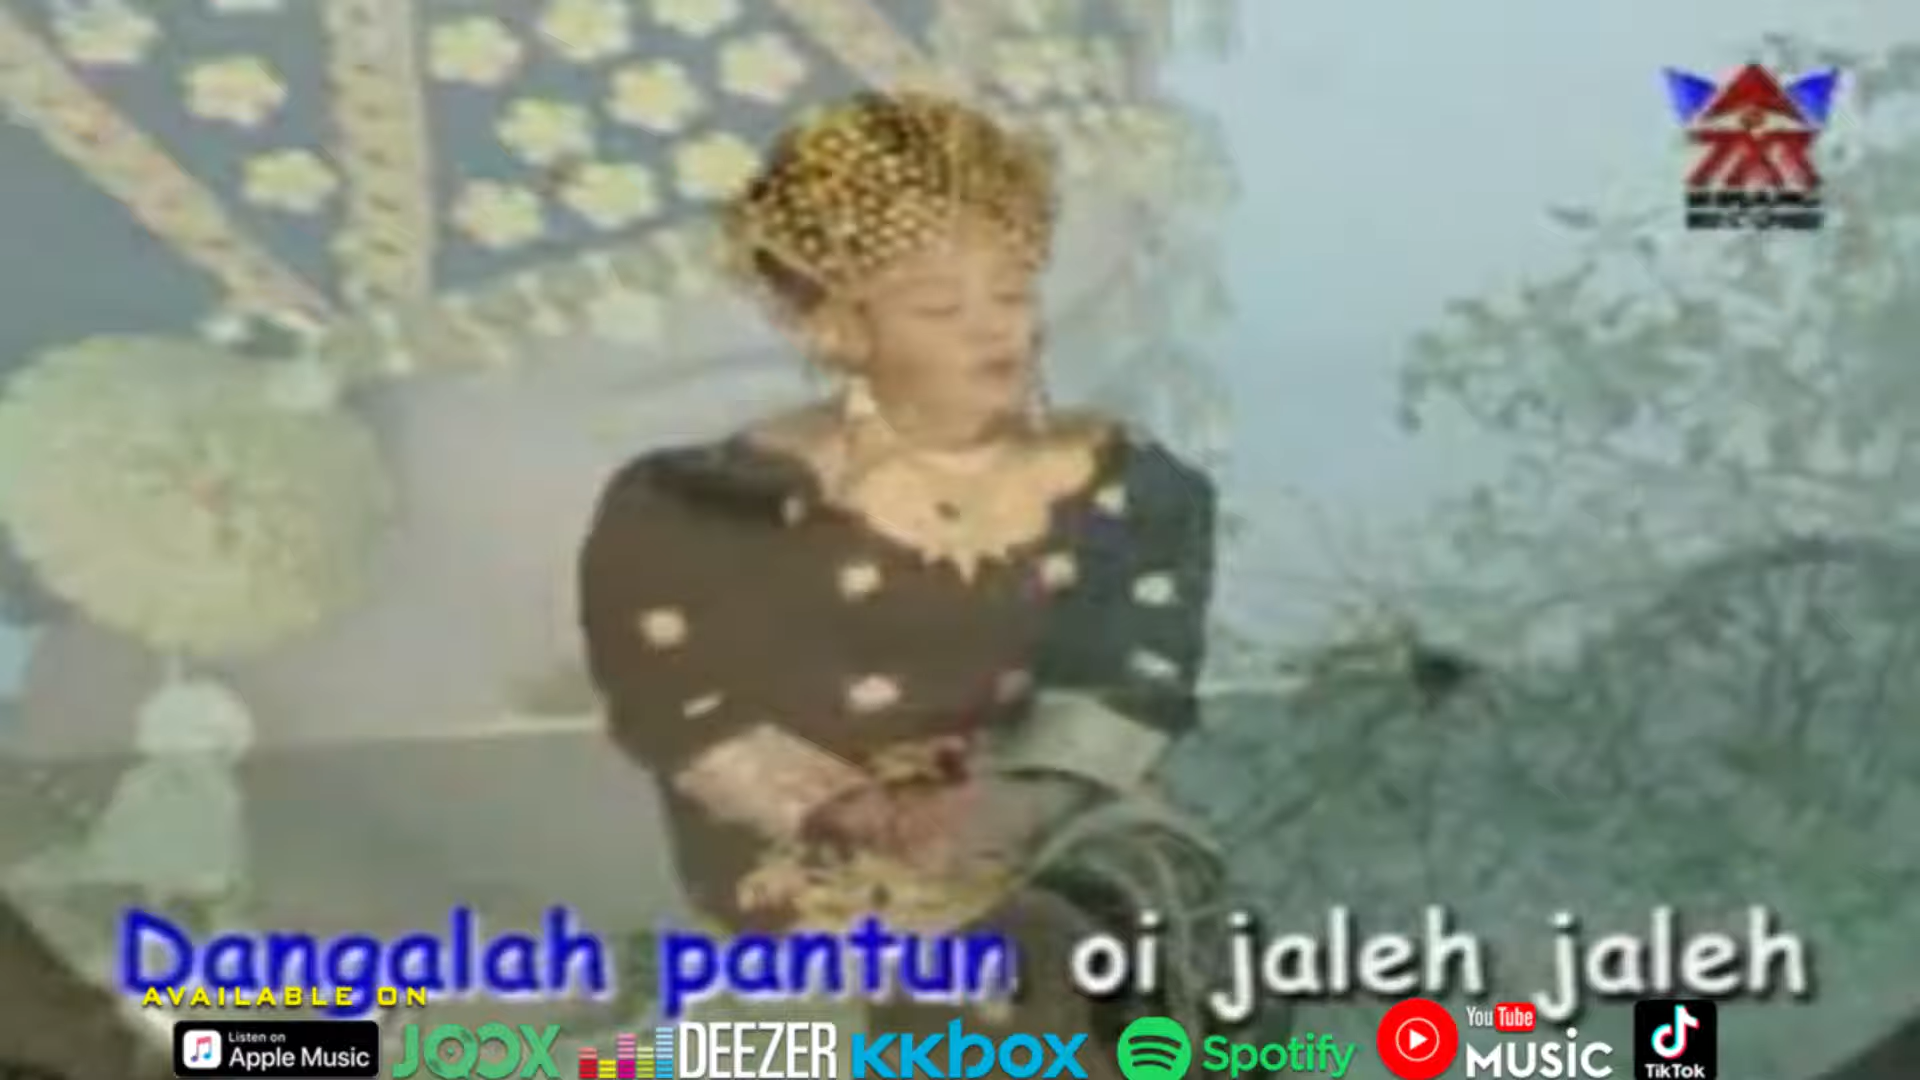 Dangalah pantun oi jaleh jaleh
AVAILABLE ON
Listen on
Apple Music
JOOX
DEEZER
KKBOX
Spotify
YouTube
MUSIC
TikTok